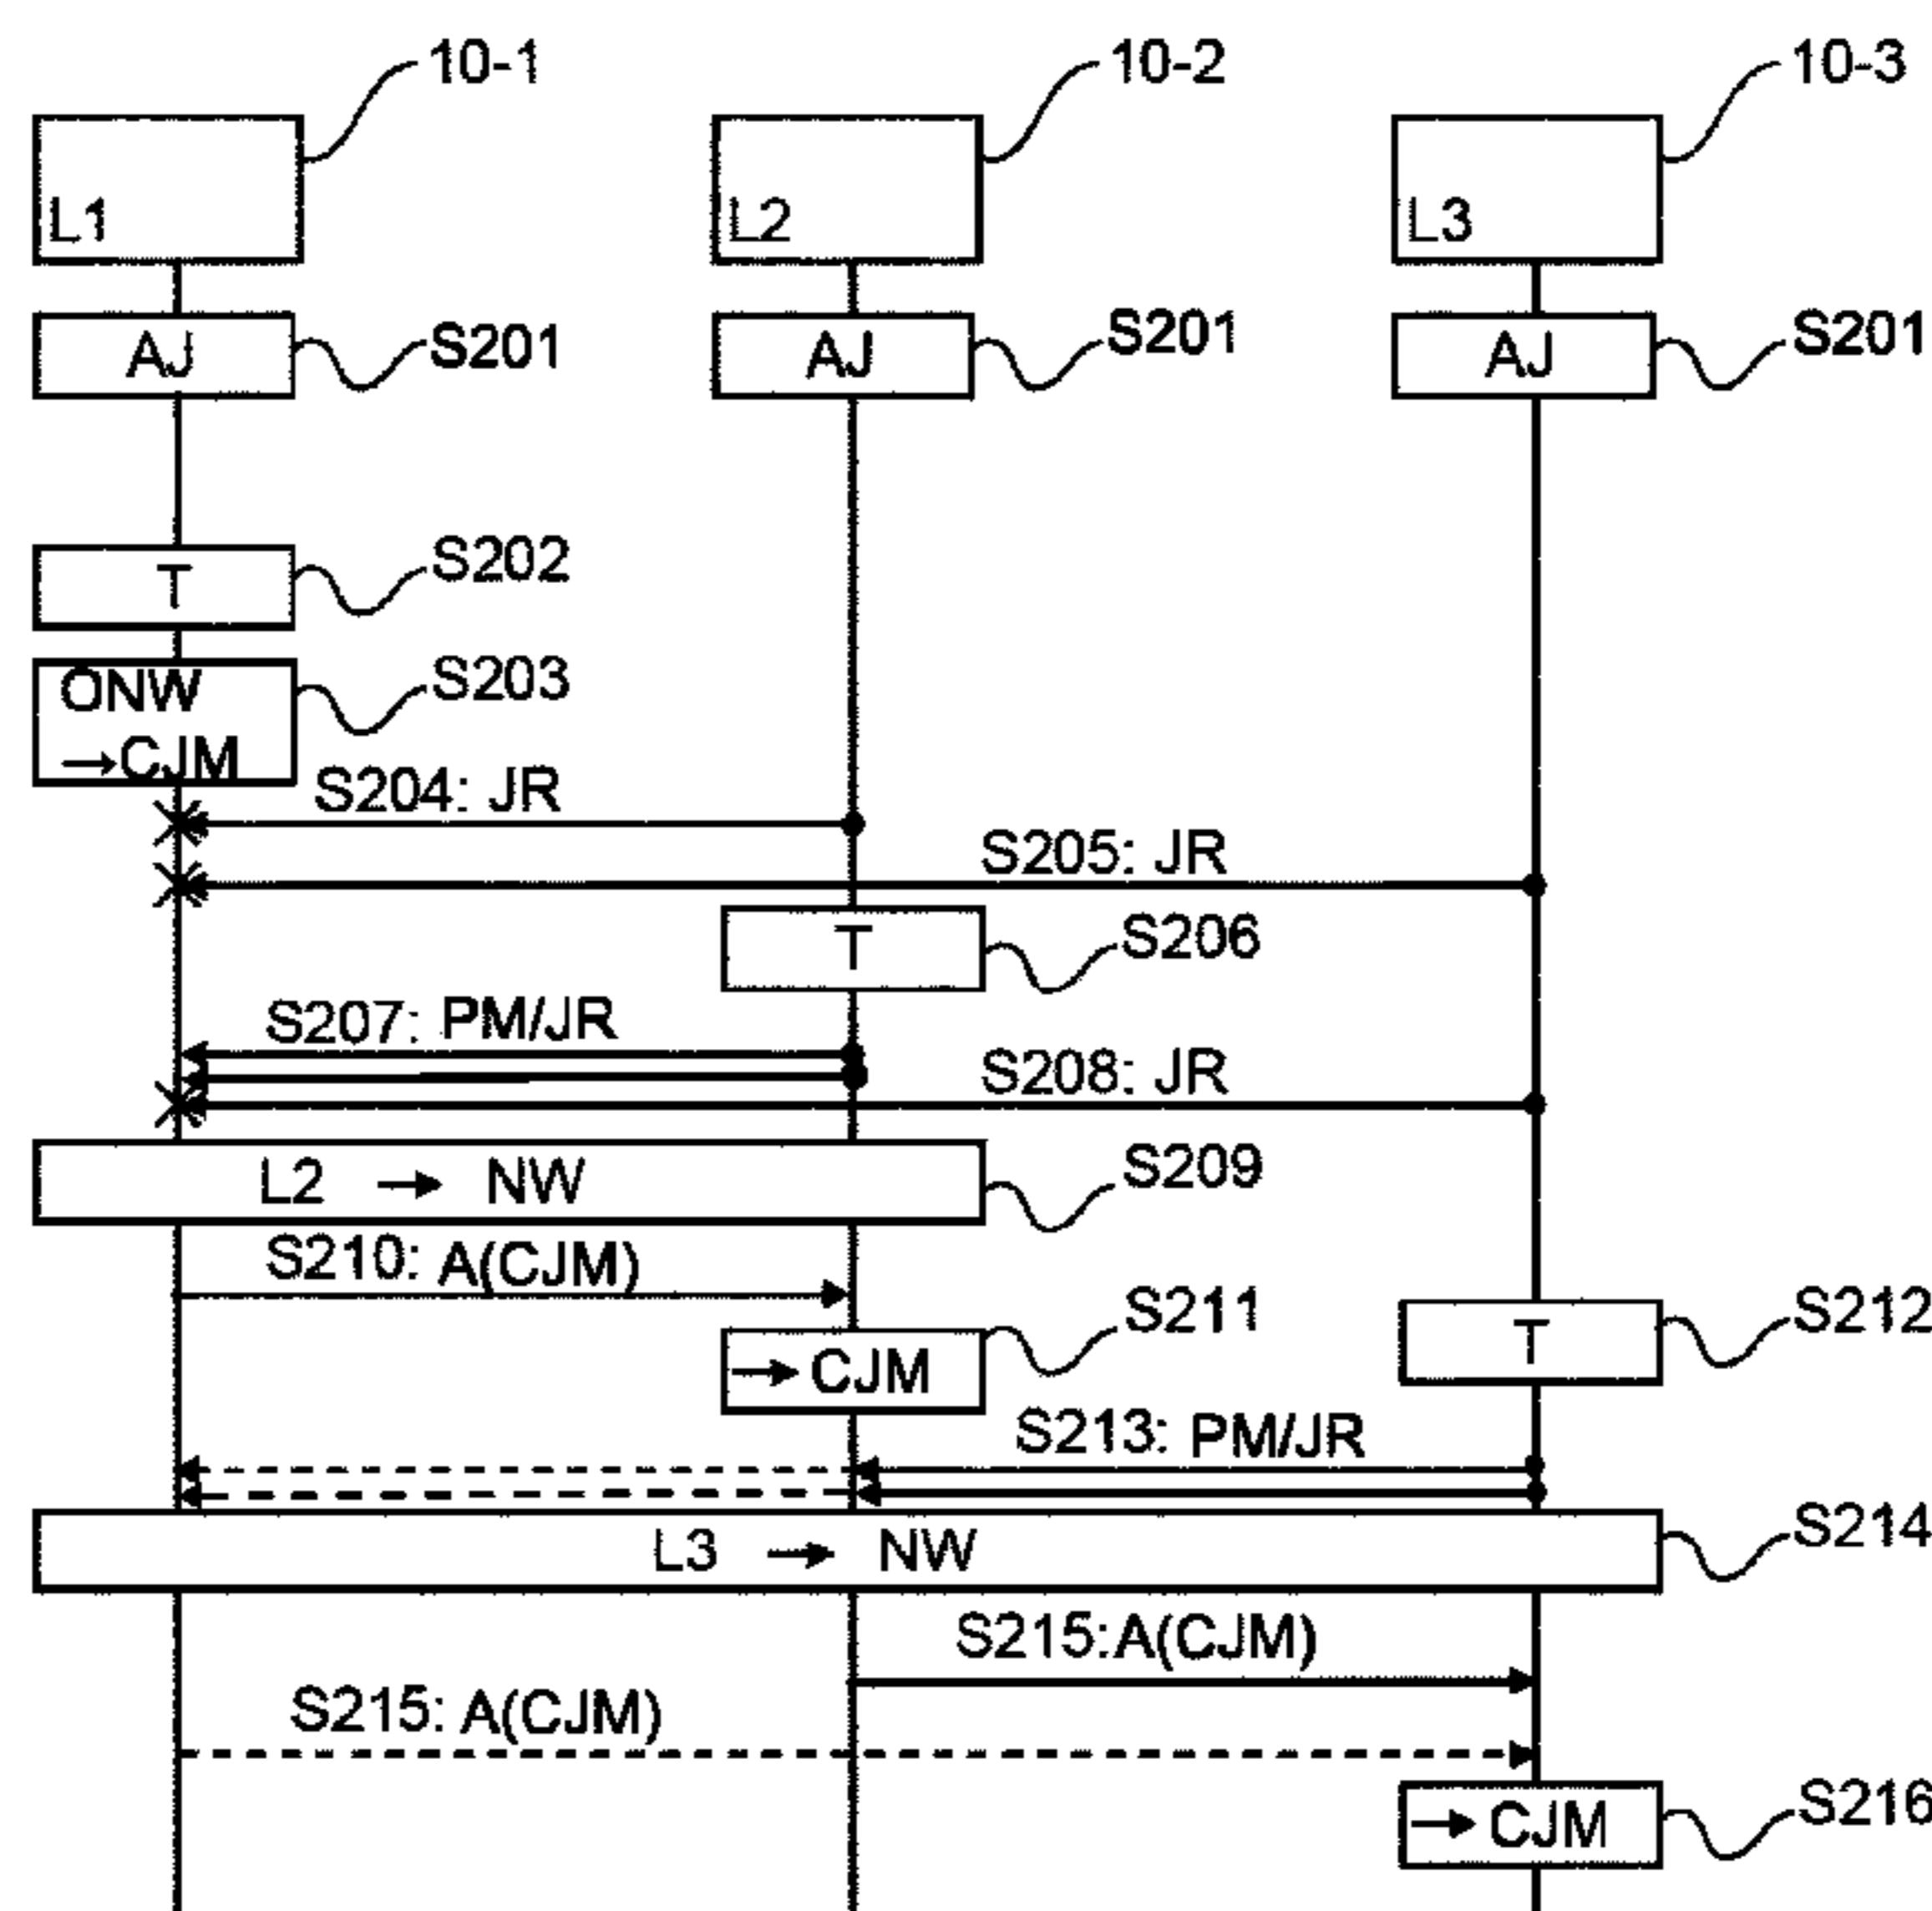 10-1 10-2 10-3
L1 L2 L3
AJ S201 AJ S201 AJ S201
T S202
ONW S203
→CJM
S204: JR
S205: JR
T S206
S207: PM/JR
S208: JR
L2 → NW S209
S210: A(CJM)
→ CJM S211
T S212
S213: PM/JR
L3 → NW S214
S215:A(CJM)
S215: A(CJM)
→ CJM S216